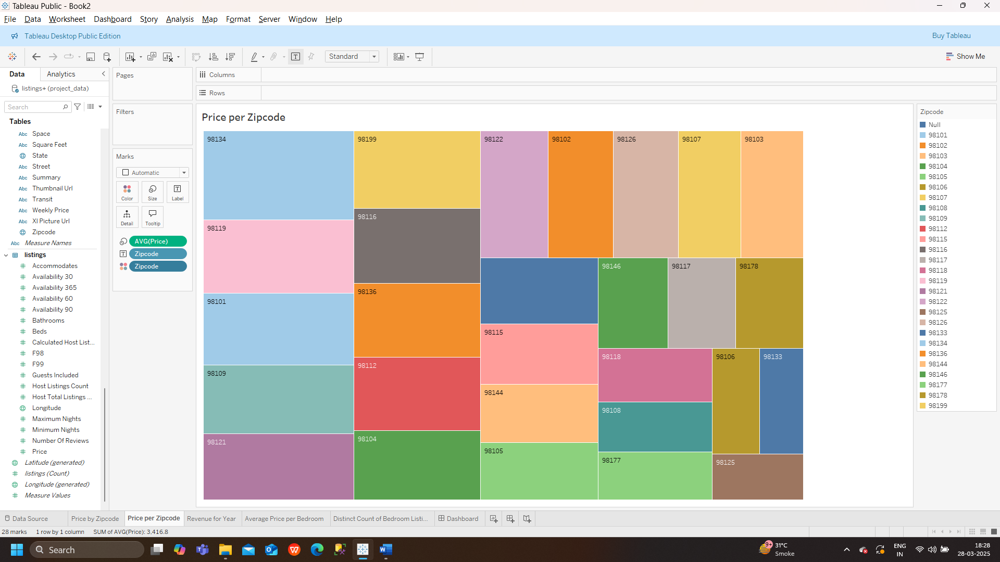 Tableau Public - Book2
File Data Worksheet Dashboard Story Analysis Map Format Server Window Help
Tableau Desktop Public Edition
Buy Tableau
Standard
Show Me
Data Analytics
listings+ (project_data)
Search
Tables
Abc Space
Abc Square Feet
State
Abc Street
Abc Summary
Abc Thumbnail Url
Abc Transit
Abc Weekly Price
Abc Xl Picture Url
Zipcode
Abc Measure Names
listings
Accommodates
Availability 30
Availability 365
Availability 60
Availability 90
Bathrooms
Beds
Calculated Host List...
F98
F99
Guests Included
Host Listings Count
Host Total Listings ...
Longitude
Maximum Nights
Minimum Nights
Number Of Reviews
Price
Latitude (generated)
listings (Count)
Longitude (generated)
Measure Values
Pages
Filters
Marks
Automatic
Color Size Label
Detail Tooltip
AVG(Price)
Zipcode
Zipcode
Columns
Rows
Price per Zipcode
98134
98119
98101
98109
98121
98199
98116
98136
98112
98104
98122
98102
98126
98107
98103
98115
98144
98105
98146
98117
98178
98118
98108
98177
98106
98133
98125
Zipcode
Null
98101
98102
98103
98104
98105
98106
98107
98108
98109
98112
98115
98116
98117
98118
98119
98121
98122
98125
98126
98133
98134
98136
98144
98146
98177
98178
98199
Data Source Price by Zipcode Price per Zipcode Revenue for Year Average Price per Bedroom Distinct Count of Bedroom Listi... Dashboard
28 marks 1 row by 1 column SUM of AVG(Price): 3,416.8
Search
9+
31°C
Smoke
ENG
IN
18:28
28-03-2025